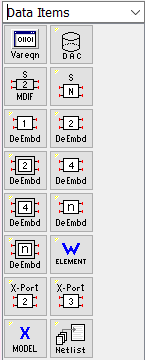 Data Items
01101
Vareqn
DAC
S
2
MDIF
S
N
1
DeEmbd
2
DeEmbd
2
DeEmbd
4
DeEmbd
4
DeEmbd
n
DeEmbd
n
DeEmbd
W
ELEMENT
X-Port
2
X-Port
3
X
MODEL
Netlist